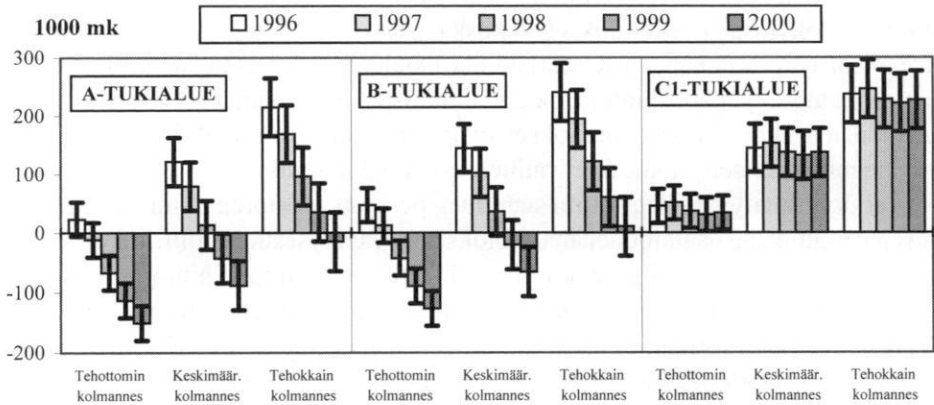 1000 mk
1996 1997 1998 1999 2000
300
200
100
0
-100
-200
A-TUKIALUE B-TUKIALUE C1-TUKIALUE
Tehottomin Keskimäär. Tehokkain Tehottomin Keskimäär. Tehokkain Tehottomin Keskimäär. Tehokkain
kolmannes kolmannes kolmannes kolmannes kolmannes kolmannes kolmannes kolmannes kolmannes